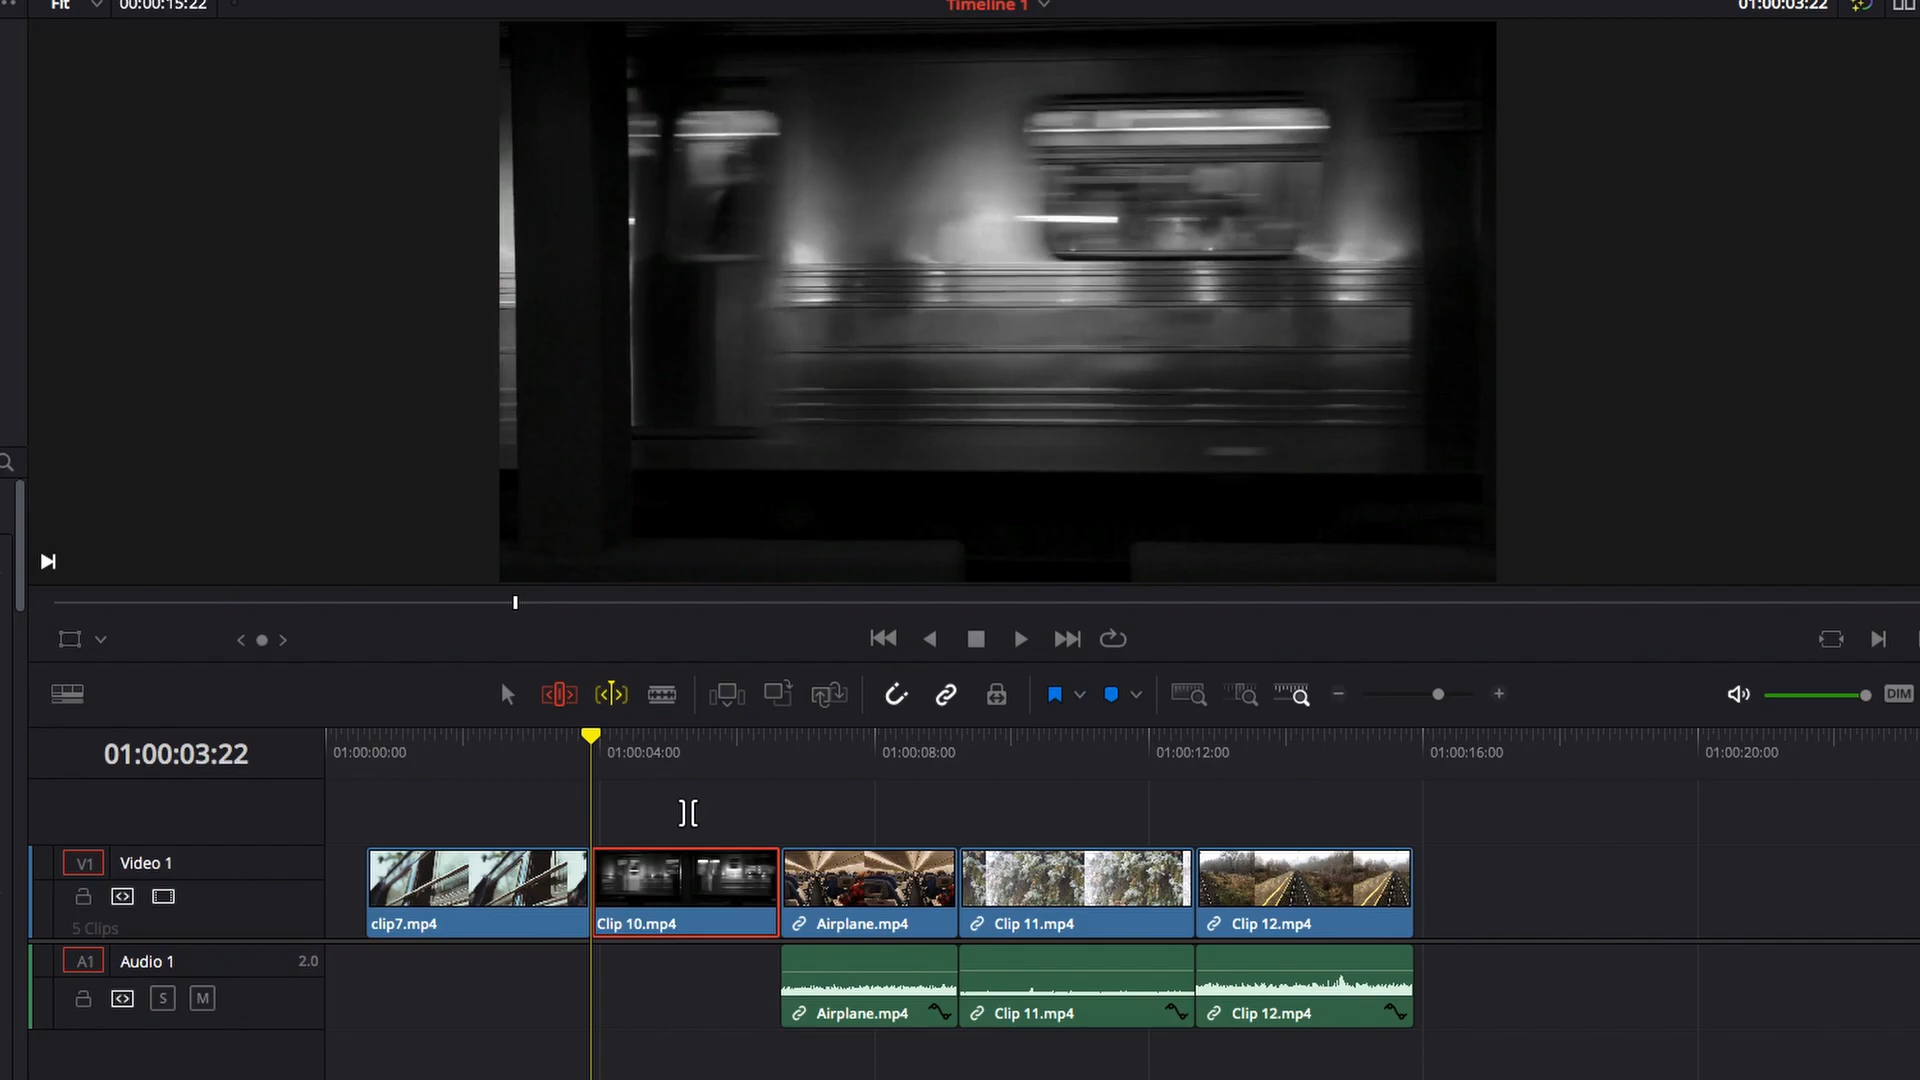 Fit 00:00:15:22 Timeline 1 01:00:03:22
DIM
01:00:03:22 01:00:00:00 01:00:04:00 01:00:08:00 01:00:12:00 01:00:16:00 01:00:20:00
V1 Video 1
5 Clips
clip7.mp4 Clip 10.mp4 Airplane.mp4 Clip 11.mp4 Clip 12.mp4
A1 Audio 1 2.0
S M
Airplane.mp4 Clip 11.mp4 Clip 12.mp4